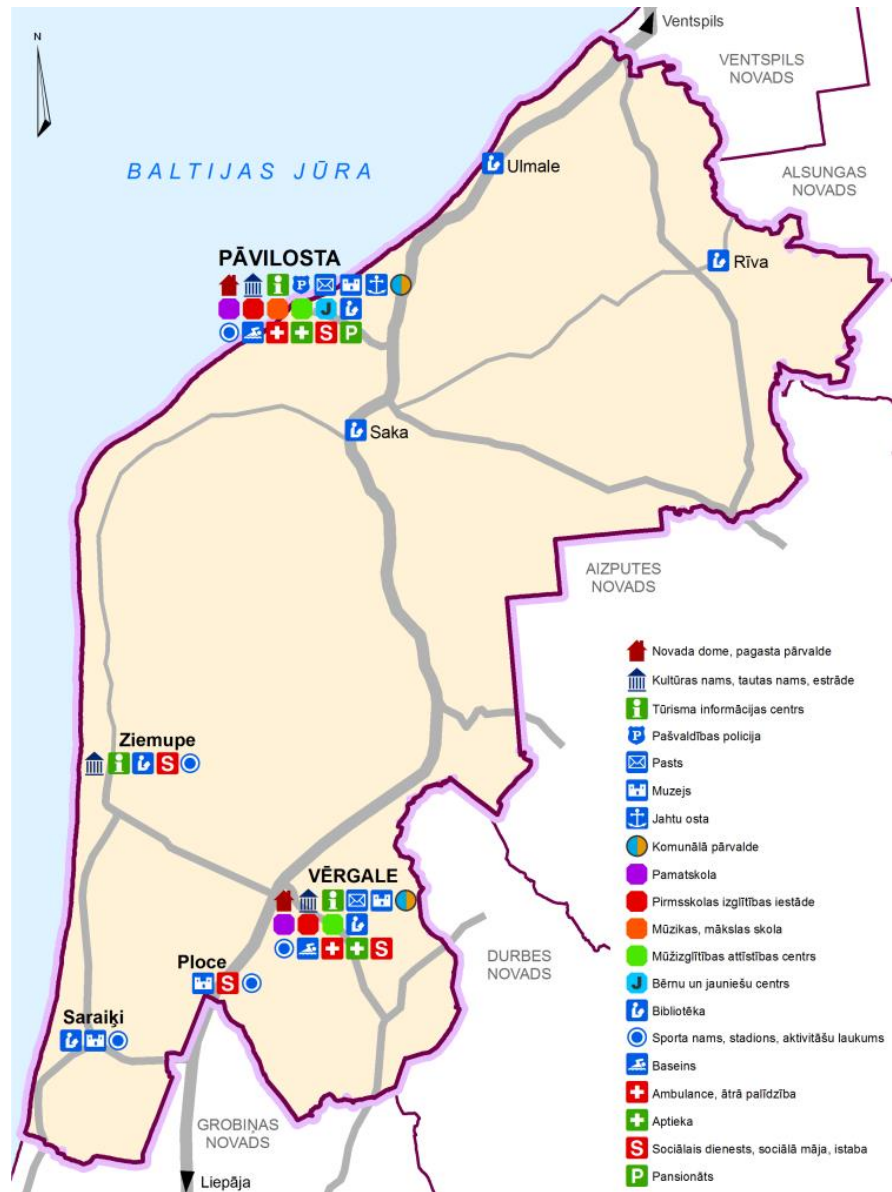 N
Ventspils
VENTSPILS
NOVADS
BALTIJAS JŪRA
Ulmale
ALSUNGAS
NOVADS
PĀVILOSTA
Rīva
P
J
S P
Saka
AIZPUTES
NOVADS
Ziemupe
S
VĒRGALE
S
Ploce
S
DURBES
NOVADS
Saraiķi
GROBIŅAS
NOVADS
Liepāja
Novada dome, pagasta pārvalde
Kultūras nams, tautas nams, estrāde
i Tūrisma informācijas centrs
P Pašvaldības policija
Pasts
Muzejs
Jahtu osta
Komunālā pārvalde
Pamatskola
Pirmsskolas izglītības iestāde
Mūzikas, mākslas skola
Mūžizglītības attīstības centrs
J Bērnu un jauniešu centrs
Bibliotēka
Sporta nams, stadions, aktivitāšu laukums
Baseins
Ambulance, ātrā palīdzība
Aptieka
S Sociālais dienests, sociālā māja, istaba
P Pansionāts